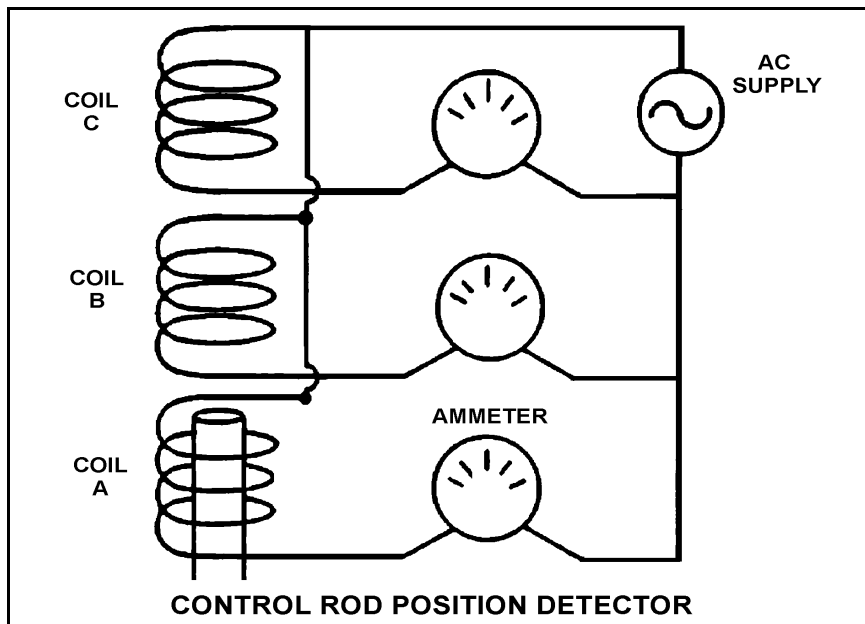 AC
SUPPLY
COIL
C
COIL
B
AMMETER
COIL
A
CONTROL ROD POSITION DETECTOR